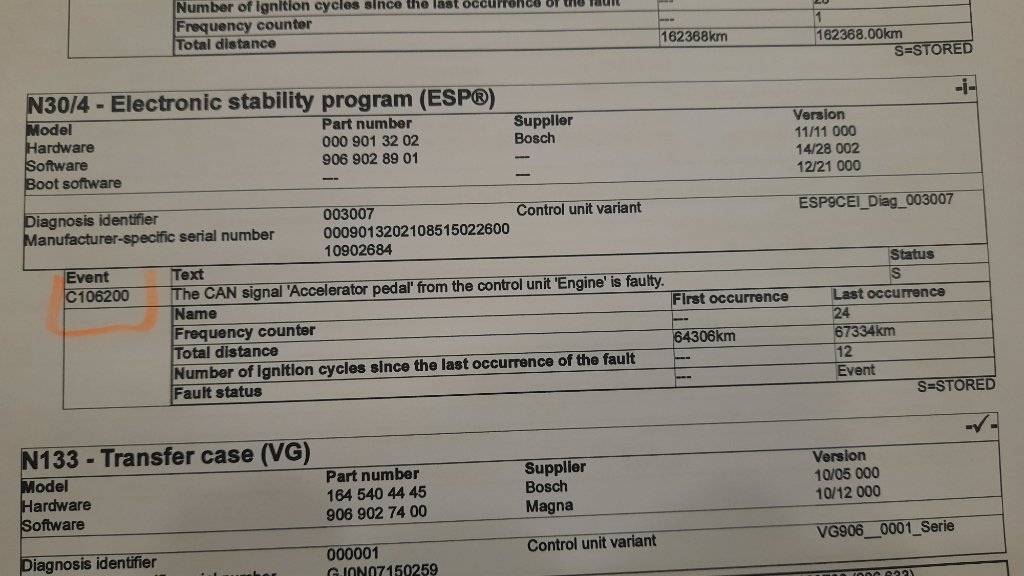 Number of ignition cycles since the last occurrence of the fault ---
Frequency counter --- 1
Total distance 162368km 162368.00km
S=STORED
N30/4 - Electronic stability program (ESP®) -i-
Model Part number Supplier Version
Hardware 000 901 32 02 Bosch 11/11 000
Software 906 902 89 01 --- 14/28 002
Boot software --- --- 12/21 000
Diagnosis identifier 003007 Control unit variant ESP9CEI_Diag_003007
Manufacturer-specific serial number 0009013202108515022600
10902684
Event Text Status
C106200 The CAN signal 'Accelerator pedal' from the control unit 'Engine' is faulty. S
Name First occurrence Last occurrence
Frequency counter --- 24
Total distance 64306km 67334km
Number of ignition cycles since the last occurrence of the fault --- 12
Fault status --- Event
S=STORED
N133 - Transfer case (VG) -✓-
Model Part number Supplier Version
Hardware 164 540 44 45 Bosch 10/05 000
Software 906 902 74 00 Magna 10/12 000
Diagnosis identifier 000001 Control unit variant VG906__0001_Serie
serial number GJ0N07150259